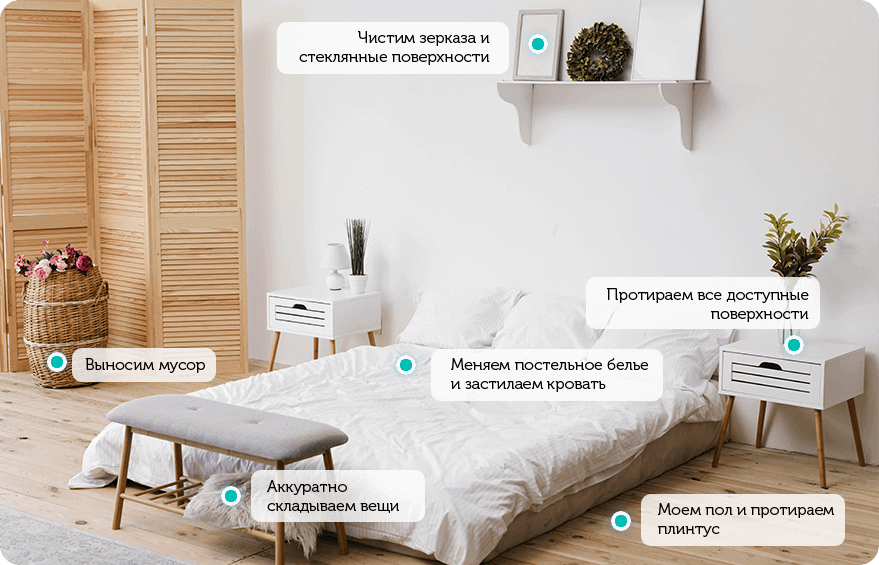 Чистим зерказа и
стеклянные поверхности
Протираем все доступные
поверхности
Выносим мусор
Меняем постельное белье
и застилаем кровать
Аккуратно
складываем вещи
Моем пол и протираем
плинтус